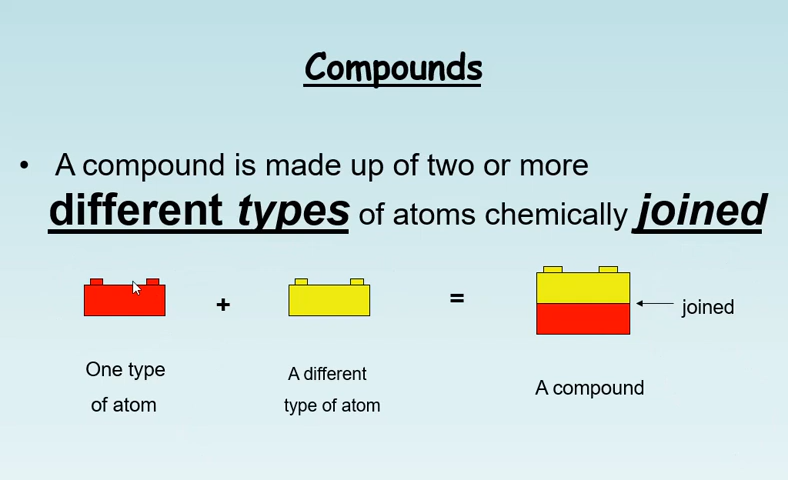 Compounds
• A compound is made up of two or more
different types of atoms chemically joined
+
=
joined
One type
of atom
A different
type of atom
A compound